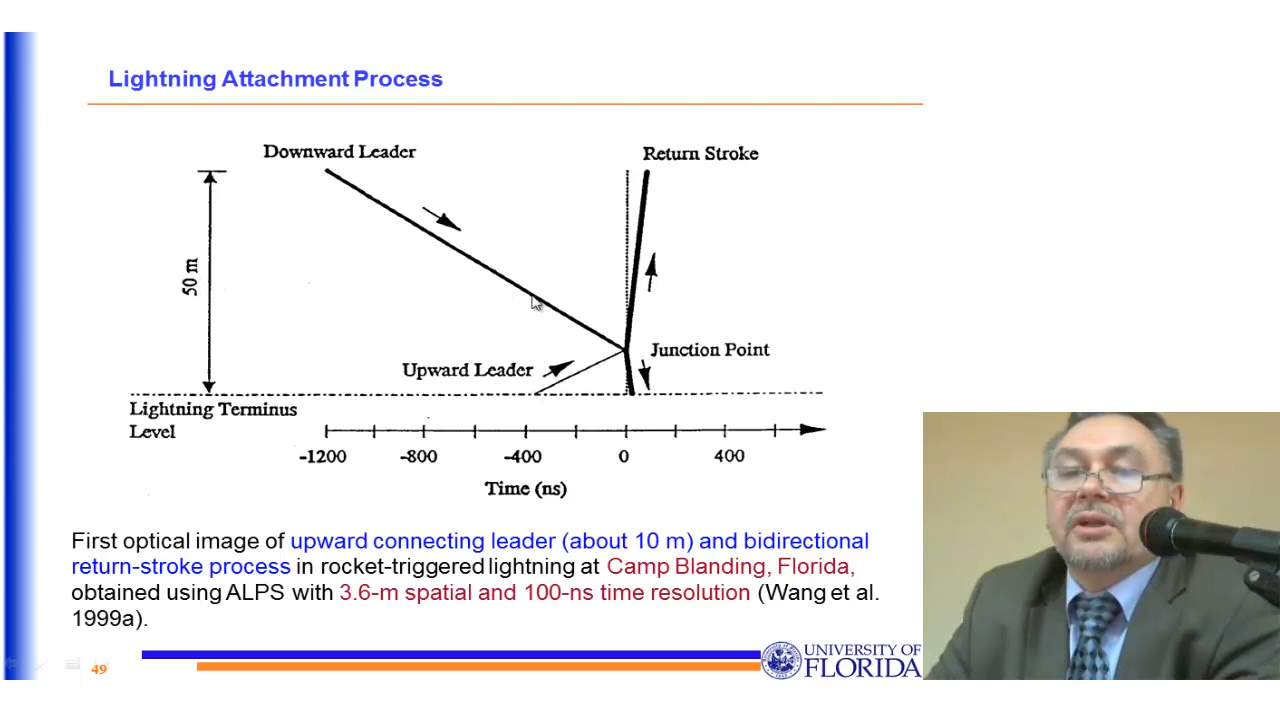 Lightning Attachment Process
Downward Leader
Return Stroke
50 m
Junction Point
Upward Leader
Lightning Terminus
Level
-1200 -800 -400 0 400
Time (ns)
First optical image of upward connecting leader (about 10 m) and bidirectional
return-stroke process in rocket-triggered lightning at Camp Blanding, Florida,
obtained using ALPS with 3.6-m spatial and 100-ns time resolution (Wang et al.
1999a).
49
UNIVERSITY OF
FLORIDA